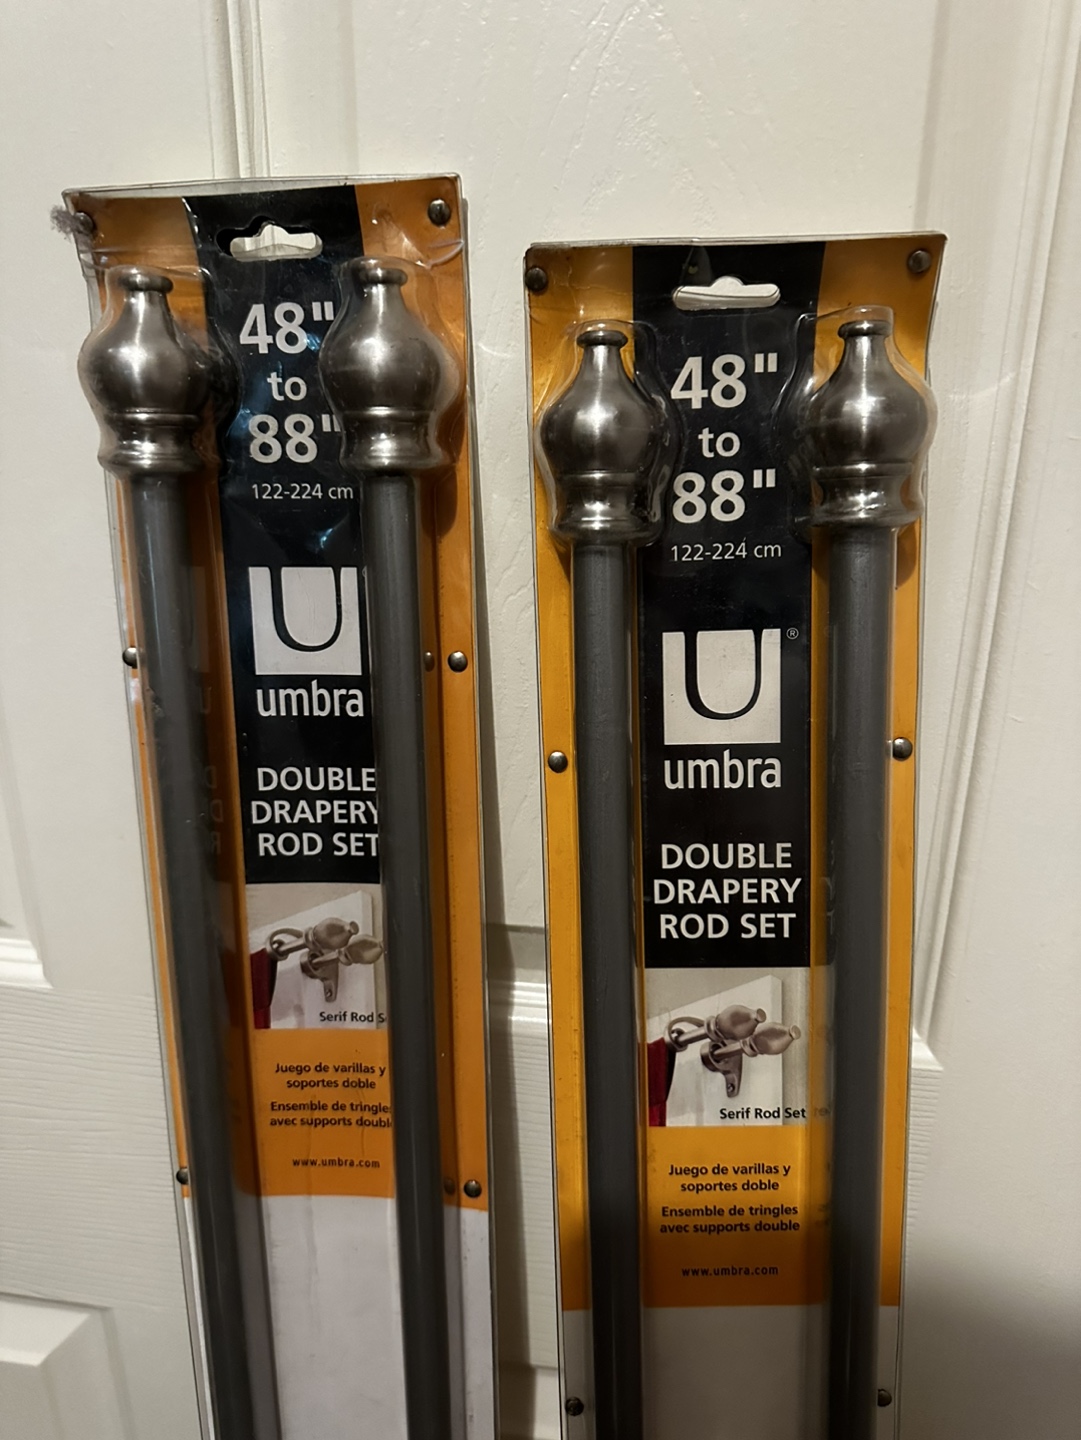 48"
to
88"
122-224 cm
umbra
DOUBLE
DRAPERY
ROD SET
Serif Rod S
Juego de varillas y
soportes doble
Ensemble de tringles
avec supports double
www.umbra.com
48"
to
88"
122-224 cm
U®
umbra
DOUBLE
DRAPERY
ROD SET
Serif Rod Set
Juego de varillas y
soportes doble
Ensemble de tringles
avec supports double
www.umbra.com